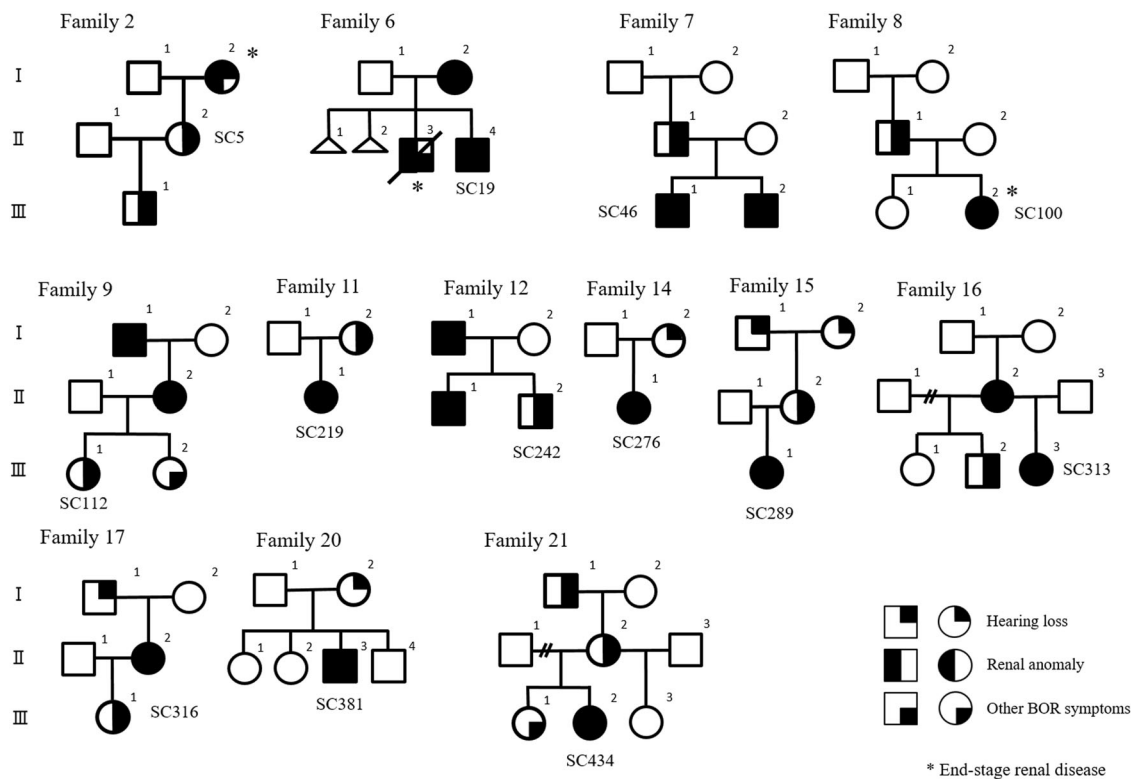 Family 2 Family 6 Family 7 Family 8
I 1 2 * 1 2 1 2 1 2
II 1 2 SC5 1 2 3 * 4 SC19 1 2 1 2
III 1 SC46 1 2 1 2 * SC100
Family 9 Family 11 Family 12 Family 14 Family 15 Family 16
I 1 2 1 2 1 2 1 2 1 2 1 2
II 1 2 1 SC219 1 2 SC242 1 SC276 1 2 1 2 3
III 1 2 SC112 1 SC289 1 2 3 SC313
Family 17 Family 20 Family 21
I 1 2 1 2 1 2
II 1 2 1 2 3 4 1 2 3
III 1 SC316 SC381 1 2 3
SC434
Hearing loss
Renal anomaly
Other BOR symptoms
* End-stage renal disease